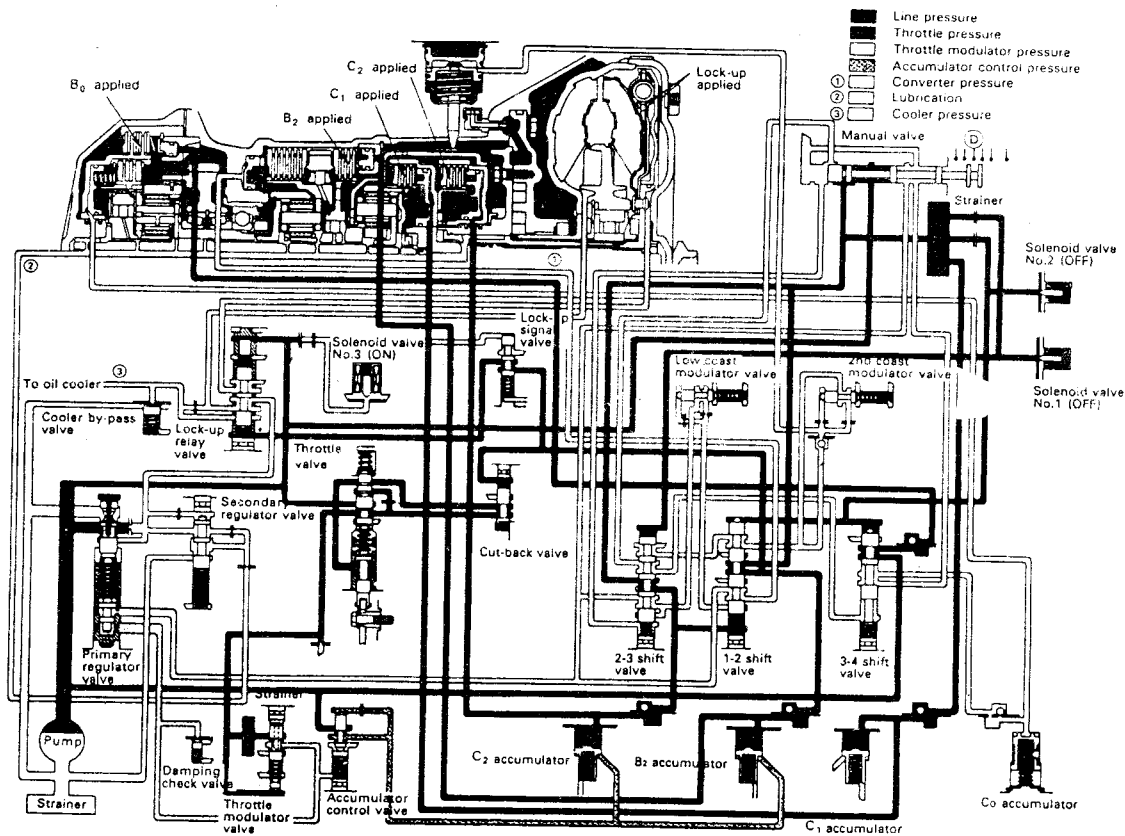 Line pressure
Throttle pressure
Throttle modulator pressure
Accumulator control pressure
① Converter pressure
② Lubrication
③ Cooler pressure
C₂ applied
B₀ applied
C₁ applied
Lock-up
applied
B₂ applied
Manual valve
D
Strainer
Solenoid valve
No.2 (OFF)
②
①
Lock-up
signal
valve
Solenoid valve
No.3 (ON)
Low coast
modulator valve
2nd coast
modulator valve
Solenoid valve
No.1 (OFF)
To oil cooler
③
Cooler by-pass
valve
Lock-up
relay
valve
Throttle
valve
Secondary
regulator valve
Cut-back valve
Primary
regulator
valve
2-3 shift
valve
1-2 shift
valve
3-4 shift
valve
Strainer
Pump
Damping
check valve
Strainer
Throttle
modulator
valve
Accumulator
control valve
C₂ accumulator
B₂ accumulator
C₁ accumulator
C₀ accumulator